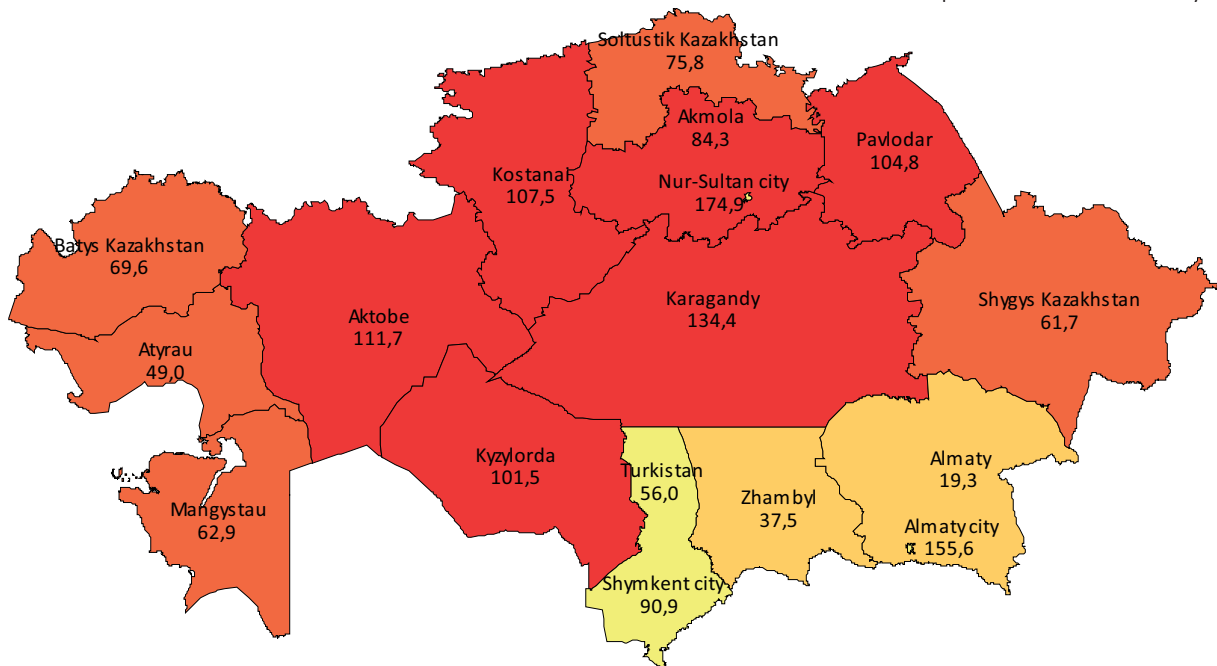 Soltustik Kazakhstan
75,8
Akmola
84,3
Pavlodar
104,8
Kostanai
107,5
Nur-Sultan city
174,9
Batys Kazakhstan
69,6
Aktobe
111,7
Karagandy
134,4
Shygys Kazakhstan
61,7
Atyrau
49,0
Kyzylorda
101,5
Turkistan
56,0
Almaty
19,3
Zhambyl
37,5
Mangystau
62,9
Almaty city
155,6
Shymkent city
90,9